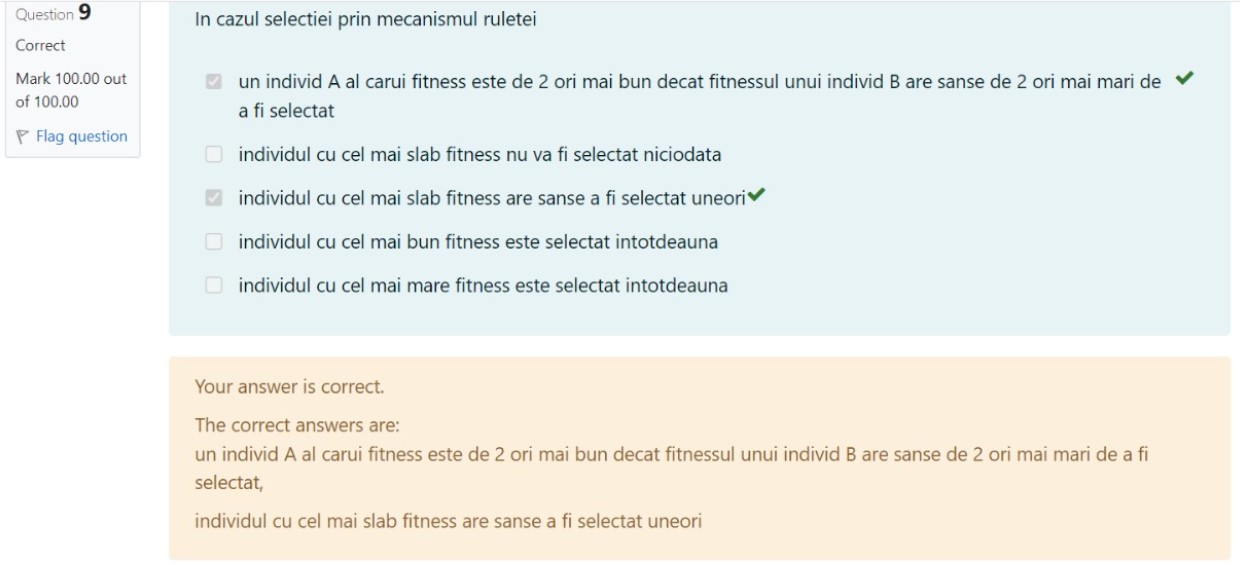 Question 9
Correct
Mark 100.00 out
of 100.00
Flag question
In cazul selectiei prin mecanismul ruletei
un individ A al carui fitness este de 2 ori mai bun decat fitnessul unui individ B are sanse de 2 ori mai mari de
a fi selectat
individul cu cel mai slab fitness nu va fi selectat niciodata
individul cu cel mai slab fitness are sanse a fi selectat uneori
individul cu cel mai bun fitness este selectat intotdeauna
individul cu cel mai mare fitness este selectat intotdeauna
Your answer is correct.
The correct answers are:
un individ A al carui fitness este de 2 ori mai bun decat fitnessul unui individ B are sanse de 2 ori mai mari de a fi
selectat,
individul cu cel mai slab fitness are sanse a fi selectat uneori